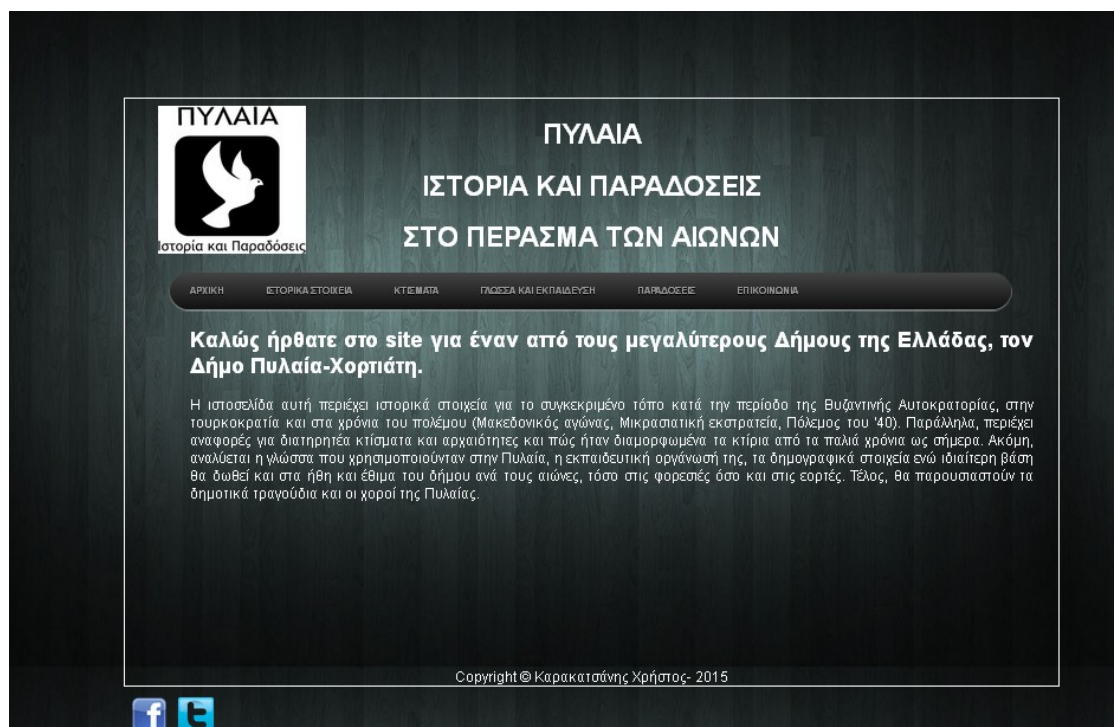 ΠΥΛΑΙΑ
Ιστορία και Παραδόσεις
ΠΥΛΑΙΑ
ΙΣΤΟΡΙΑ ΚΑΙ ΠΑΡΑΔΟΣΕΙΣ
ΣΤΟ ΠΕΡΑΣΜΑ ΤΩΝ ΑΙΩΝΩΝ
ΑΡΧΙΚΗ ΙΣΤΟΡΙΚΑ ΣΤΟΙΧΕΙΑ ΚΤΙΣΜΑΤΑ ΓΛΩΣΣΑ ΚΑΙ ΕΚΠΑΙΔΕΥΣΗ ΠΑΡΑΔΟΣΕΙΣ ΕΠΙΚΟΙΝΩΝΙΑ
Καλώς ήρθατε στο site για έναν από τους μεγαλύτερους Δήμους της Ελλάδας, τον
Δήμο Πυλαία-Χορτιάτη.
Η ιστοσελίδα αυτή περιέχει ιστορικά στοιχεία για το συγκεκριμένο τόπο κατά την περίοδο της Βυζαντινής Αυτοκρατορίας, στην
τουρκοκρατία και στα χρόνια του πολέμου (Μακεδονικός αγώνας, Μικρασιατική εκστρατεία, Πόλεμος του '40). Παράλληλα, περιέχει
αναφορές για διατηρητέα κτίσματα και αρχαιότητες και πώς ήταν διαμορφωμένα τα κτίρια από τα παλιά χρόνια ως σήμερα. Ακόμη,
αναλύεται η γλώσσα που χρησιμοποιούνταν στην Πυλαία, η εκπαιδευτική οργάνωσή της, τα δημογραφικά στοιχεία ενώ ιδιαίτερη βάση
θα δωθεί και στα ήθη και έθιμα του δήμου ανά τους αιώνες, τόσο στις φορεσιές όσο και στις εορτές. Τέλος, θα παρουσιαστούν τα
δημοτικά τραγούδια και οι χοροί της Πυλαίας.
Copyright © Καρακατσάνης Χρήστος- 2015